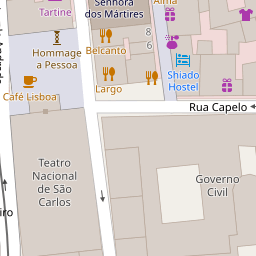 Tartine
Senhora
dos Mártires
Alma
Hommage
a Pessoa
Belcanto
8
6
Shiado
Hostel
Café Lisboa
Largo
Rua Capelo
Teatro
Nacional
de São
Carlos
Governo
Civil